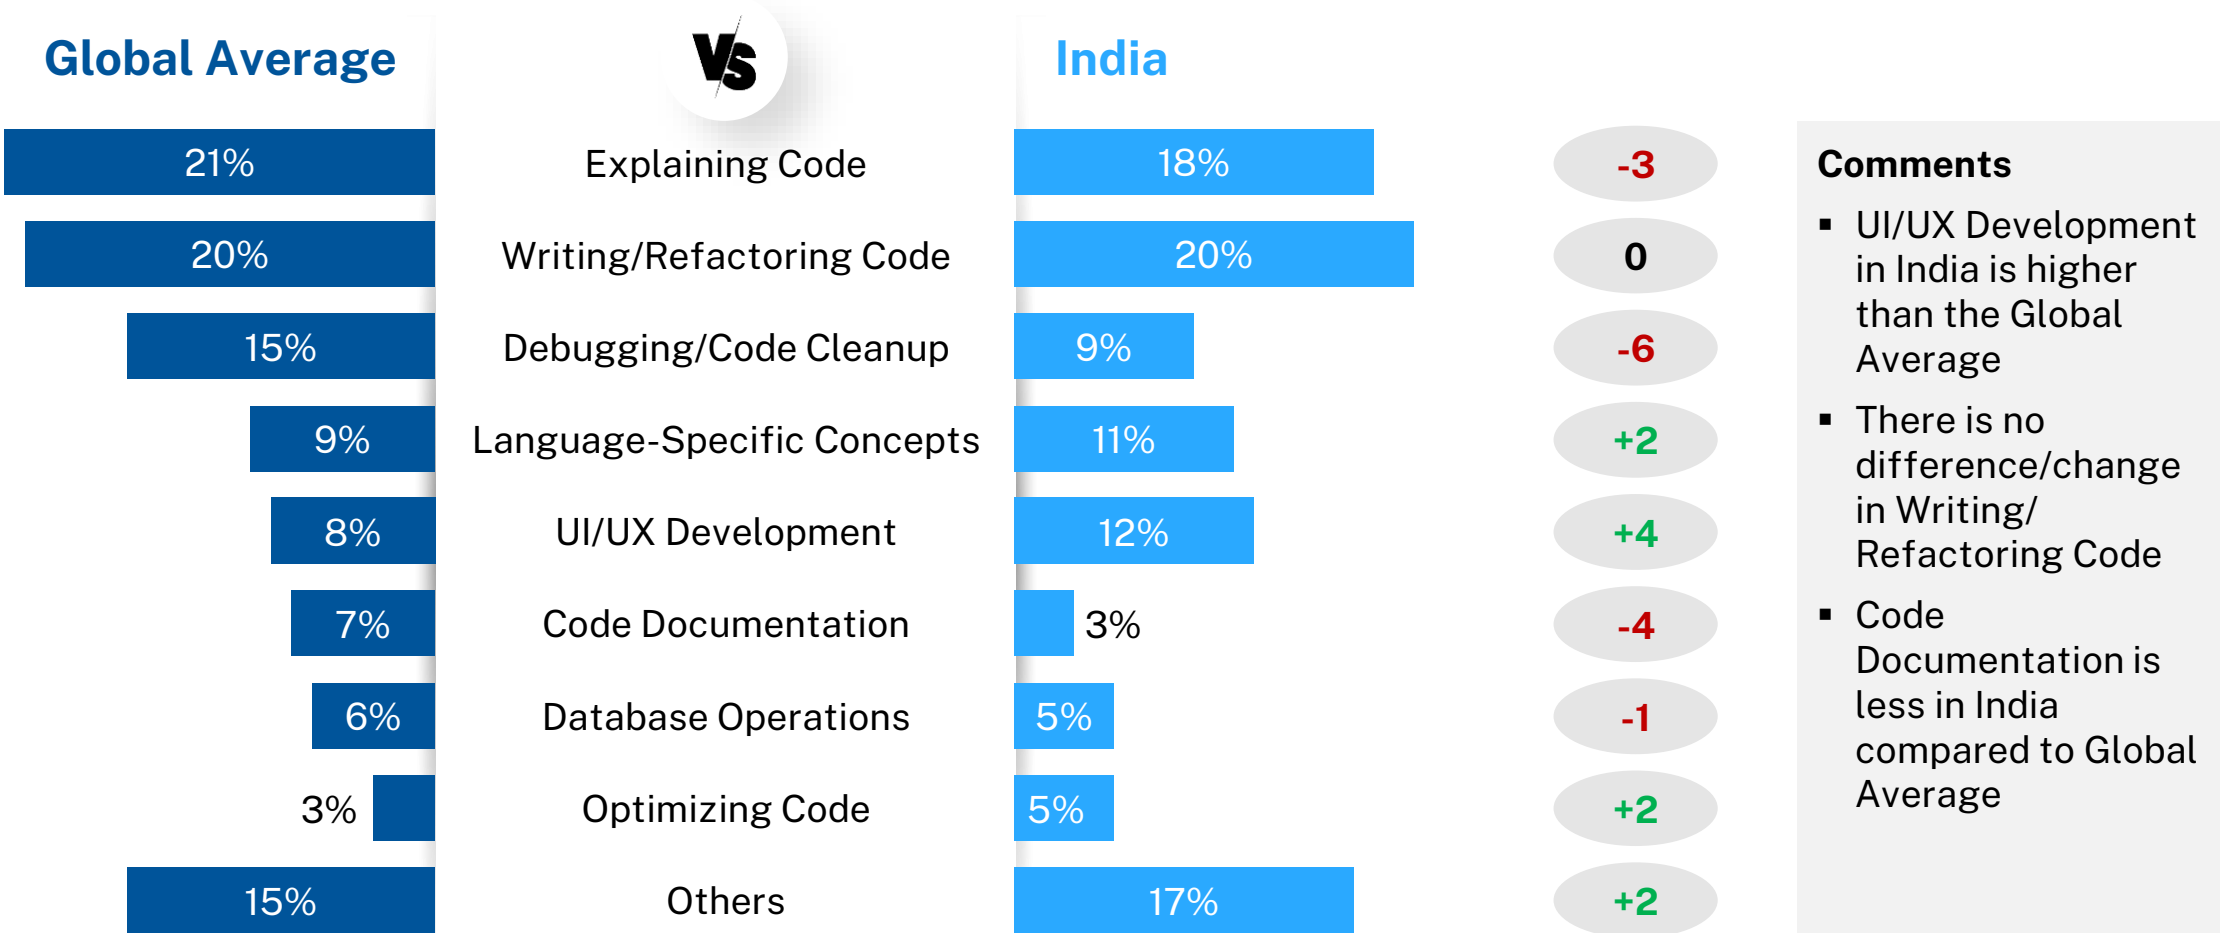 Global Average VS India
21% Explaining Code 18% -3
20% Writing/Refactoring Code 20% 0
15% Debugging/Code Cleanup 9% -6
9% Language-Specific Concepts 11% +2
8% UI/UX Development 12% +4
7% Code Documentation 3% -4
6% Database Operations 5% -1
3% Optimizing Code 5% +2
15% Others 17% +2
Comments
▪ UI/UX Development
in India is higher
than the Global
Average
▪ There is no
difference/change
in Writing/
Refactoring Code
▪ Code
Documentation is
less in India
compared to Global
Average